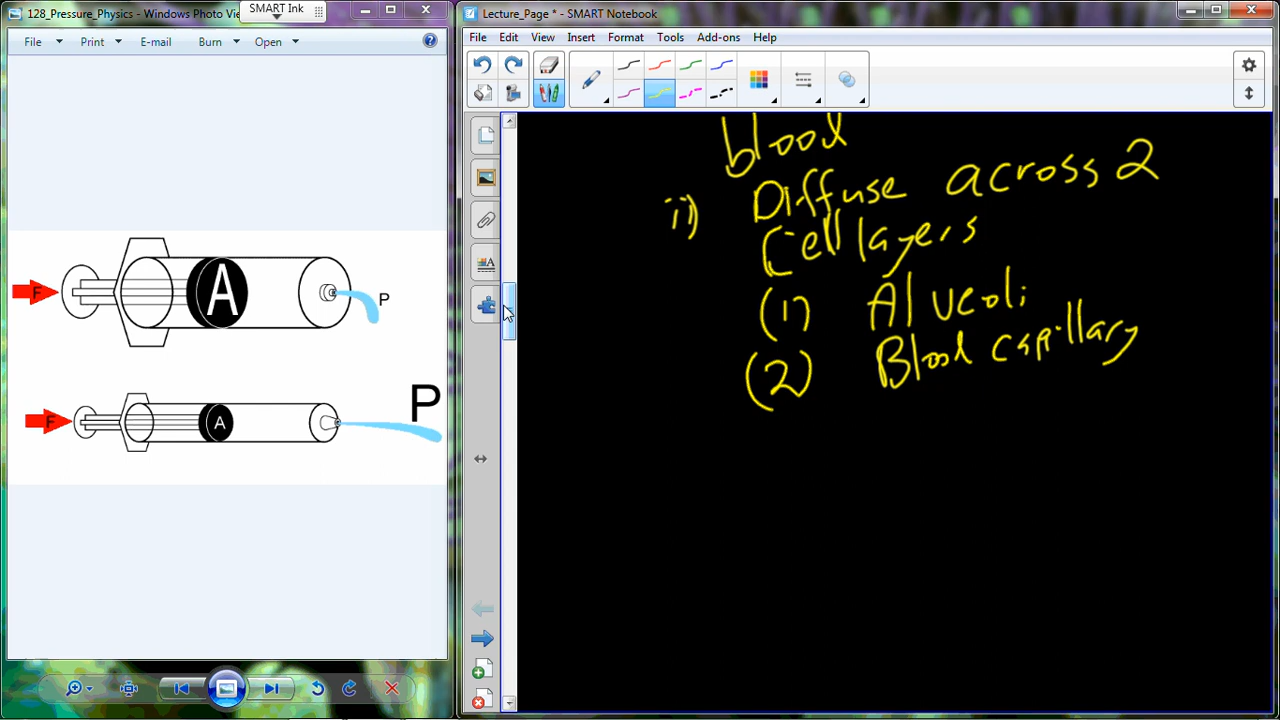 128_Pressure_Physics - Windows Photo Vie
SMART Ink
File Print E-mail Burn Open
F
A
P
F
A
P
Lecture_Page * - SMART Notebook
File Edit View Insert Format Tools Add-ons Help
blood
ii) Diffuse across 2
Cell layers
(1) Alveoli
(2) Blood capillary